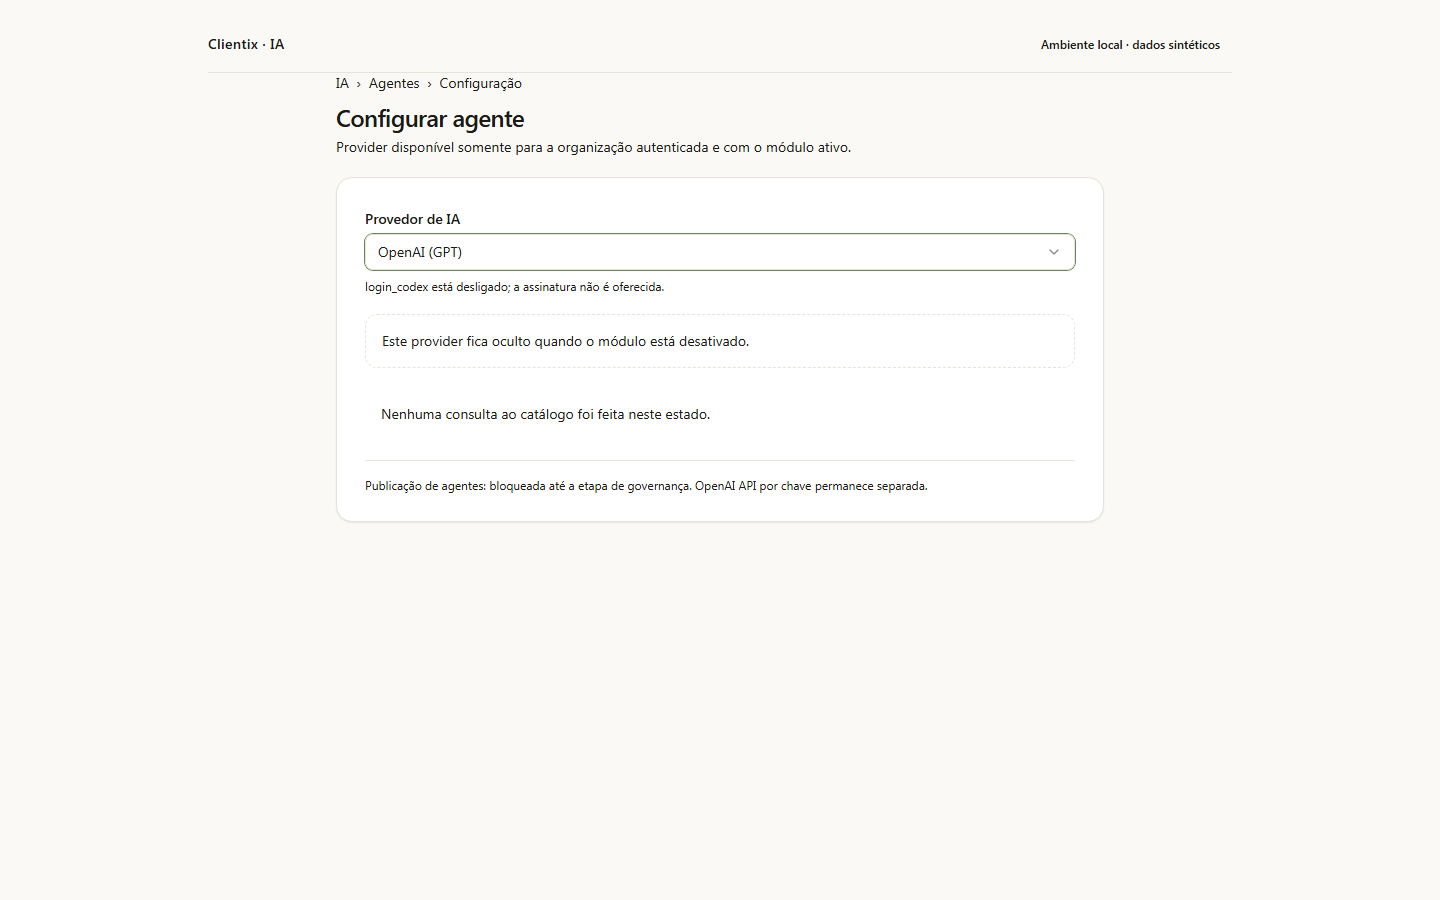 Clientix · IA
Ambiente local · dados sintéticos
IA › Agentes › Configuração
Configurar agente
Provider disponível somente para a organização autenticada e com o módulo ativo.
Provedor de IA
OpenAI (GPT)
login_codex está desligado; a assinatura não é oferecida.
Este provider fica oculto quando o módulo está desativado.
Nenhuma consulta ao catálogo foi feita neste estado.
Publicação de agentes: bloqueada até a etapa de governança. OpenAI API por chave permanece separada.